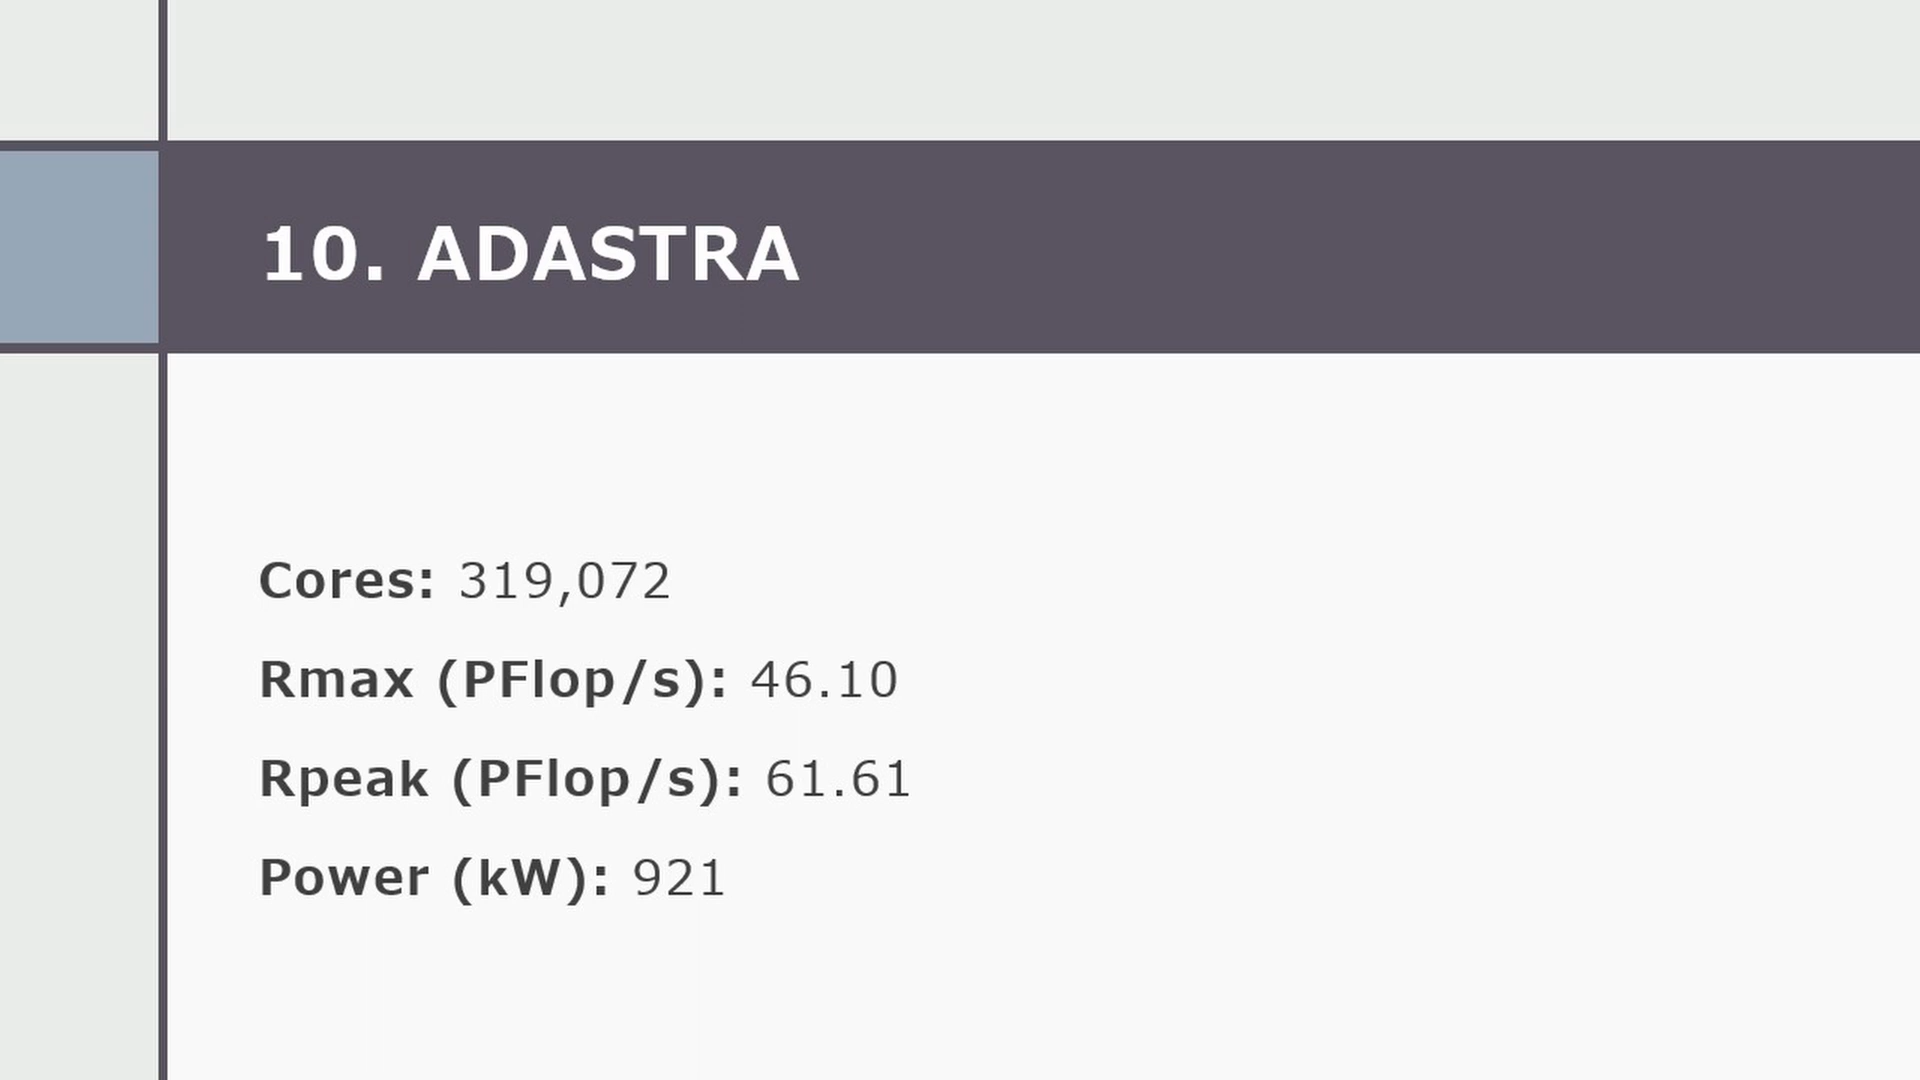 10. ADASTRA
Cores: 319,072
Rmax (PFlop/s): 46.10
Rpeak (PFlop/s): 61.61
Power (kW): 921